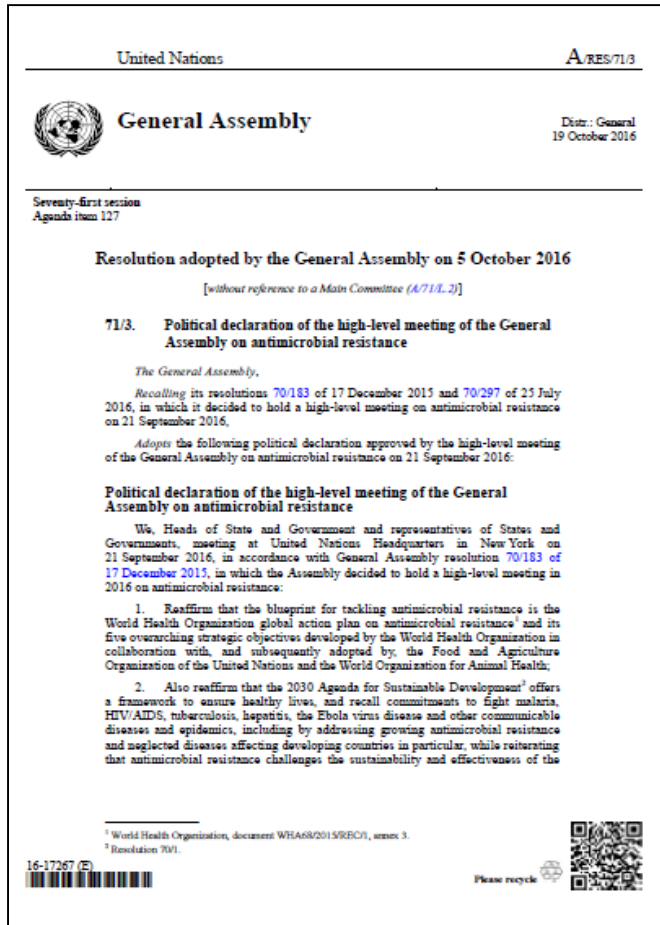 United Nations
A/RES/71/3
General Assembly
Distr.: General
19 October 2016
Seventy-first session
Agenda item 127
Resolution adopted by the General Assembly on 5 October 2016
[without reference to a Main Committee (A/71/L.2)]
71/3. Political declaration of the high-level meeting of the General
Assembly on antimicrobial resistance
The General Assembly,
Recalling its resolutions 70/183 of 17 December 2015 and 70/297 of 25 July
2016, in which it decided to hold a high-level meeting on antimicrobial resistance
on 21 September 2016,
Adopts the following political declaration approved by the high-level meeting
of the General Assembly on antimicrobial resistance on 21 September 2016:
Political declaration of the high-level meeting of the General
Assembly on antimicrobial resistance
We, Heads of State and Government and representatives of States and
Governments, meeting at United Nations Headquarters in New York on
21 September 2016, in accordance with General Assembly resolution 70/183 of
17 December 2015, in which the Assembly decided to hold a high-level meeting in
2016 on antimicrobial resistance:
1. Reaffirm that the blueprint for tackling antimicrobial resistance is the
World Health Organization global action plan on antimicrobial resistance¹ and its
five overarching strategic objectives developed by the World Health Organization in
collaboration with, and subsequently adopted by, the Food and Agriculture
Organization of the United Nations and the World Organization for Animal Health;
2. Also reaffirm that the 2030 Agenda for Sustainable Development² offers
a framework to ensure healthy lives, and recall commitments to fight malaria,
HIV/AIDS, tuberculosis, hepatitis, the Ebola virus disease and other communicable
diseases and epidemics, including by addressing growing antimicrobial resistance
and neglected diseases affecting developing countries in particular, while reiterating
that antimicrobial resistance challenges the sustainability and effectiveness of the
¹ World Health Organization, document WHA68/2015/REC/1, annex 3.
² Resolution 70/1.
16-17267 (E)
Please recycle